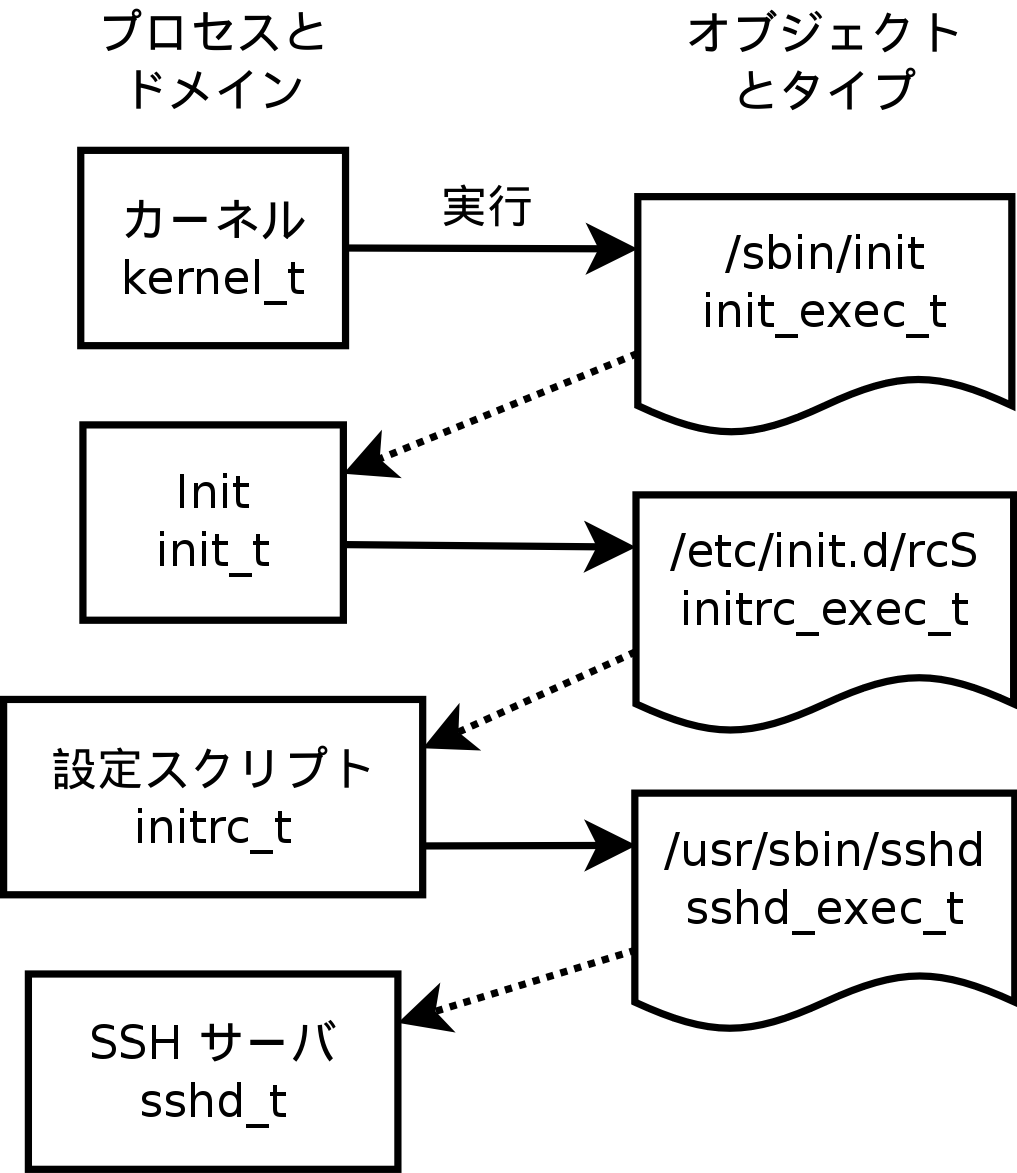 プロセスと
ドメイン
オブジェクト
とタイプ
カーネル
kernel_t
実行
/sbin/init
init_exec_t
Init
init_t
/etc/init.d/rcS
initrc_exec_t
設定スクリプト
initrc_t
/usr/sbin/sshd
sshd_exec_t
SSH サーバ
sshd_t